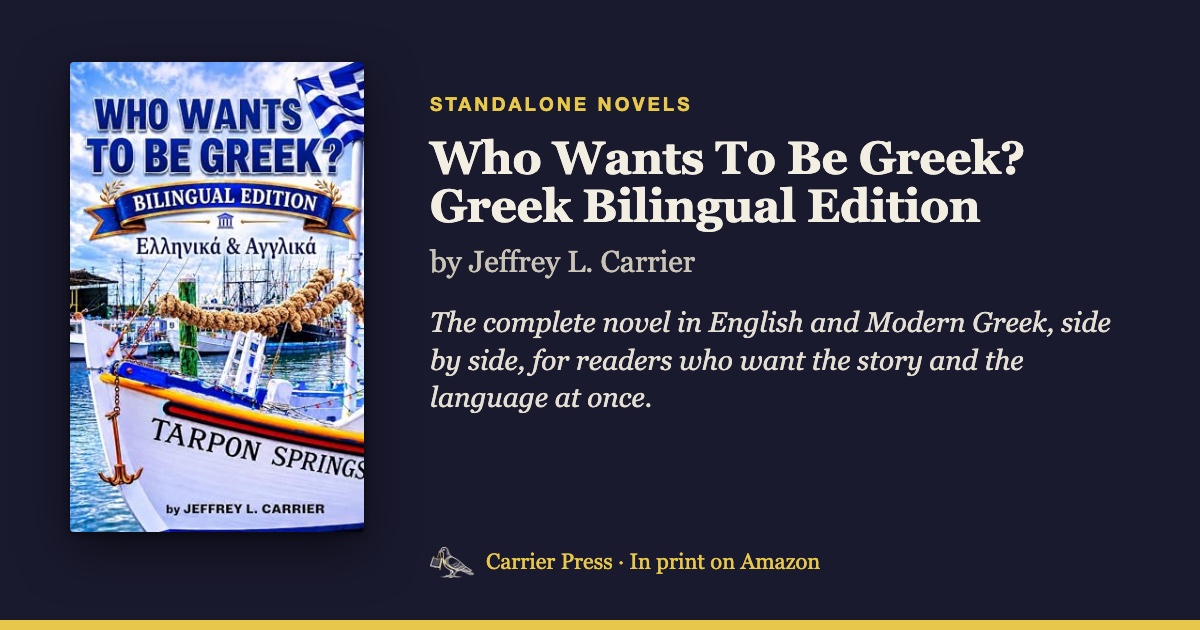 WHO WANTS
TO BE GREEK?
BILINGUAL EDITION
Ελληνικά & Αγγλικά
TARPON SPRINGS
by JEFFREY L. CARRIER
STANDALONE NOVELS
Who Wants To Be Greek?
Greek Bilingual Edition
by Jeffrey L. Carrier
The complete novel in English and Modern Greek, side
by side, for readers who want the story and the
language at once.
Carrier Press · In print on Amazon